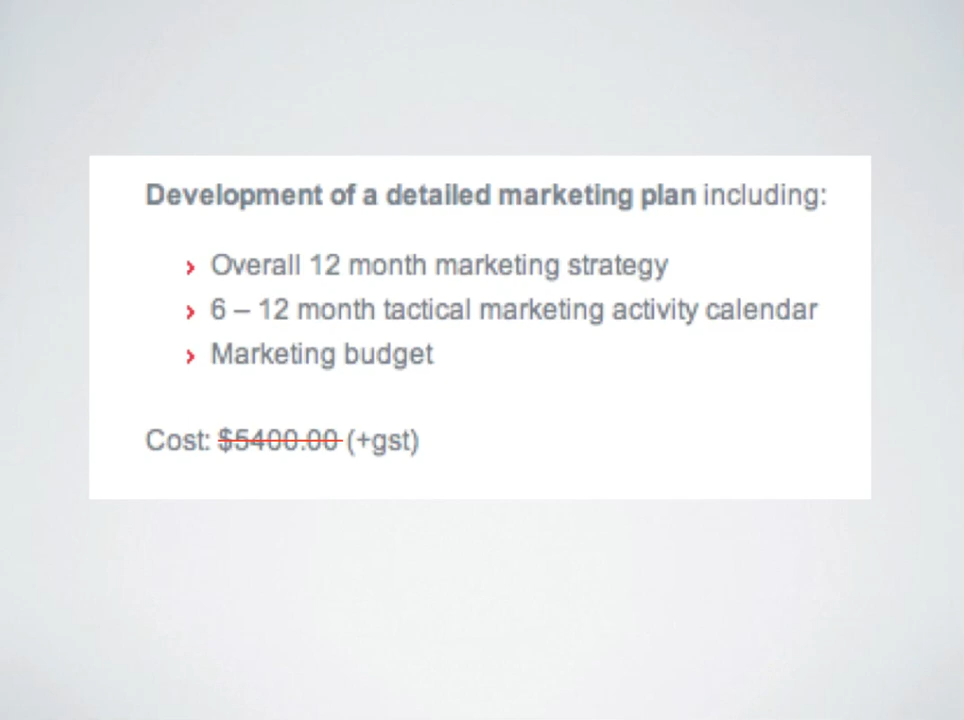 Development of a detailed marketing plan including:
› Overall 12 month marketing strategy
› 6 – 12 month tactical marketing activity calendar
› Marketing budget
Cost: $5400.00 (+gst)